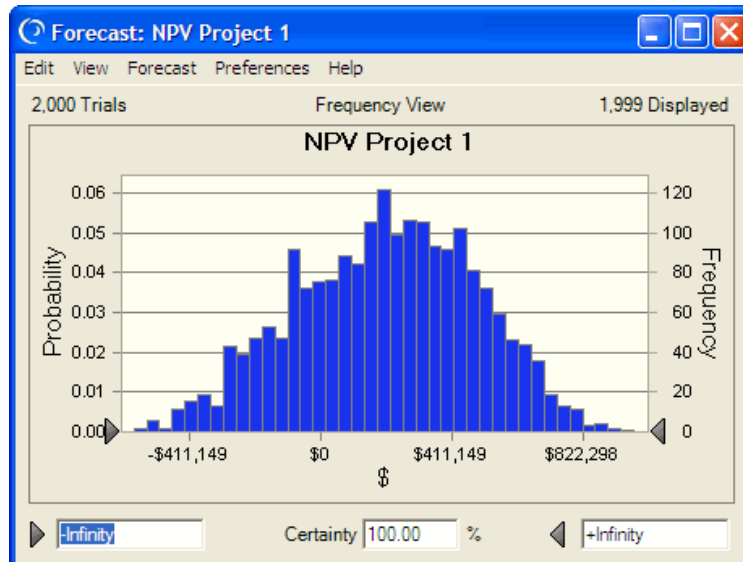 Forecast: NPV Project 1
Edit View Forecast Preferences Help
2,000 Trials Frequency View 1,999 Displayed
NPV Project 1
Probability
0.06
0.05
0.04
0.03
0.02
0.01
0.00
120
100
80
60
40
20
0
Frequency
-$411,149 $0 $411,149 $822,298
$
-Infinity Certainty 100.00 % +Infinity